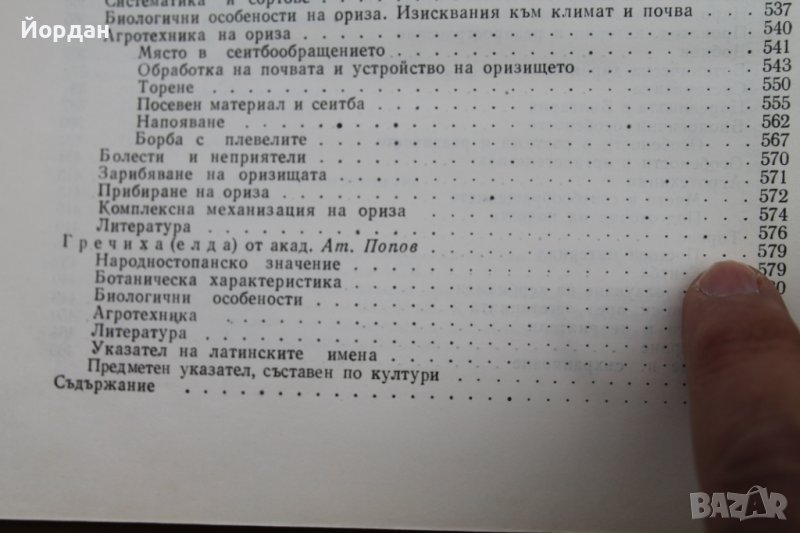 Систематика и сортове
Йордан
Биологични особености на ориза. Изисквания към климат и почва . . . 537
Агротехника на ориза . . . 540
Място в сеитбообращението . . . 541
Обработка на почвата и устройство на оризището . . . 543
Торене . . . 550
Посевен материал и сеитба . . . 555
Напояване . . . 562
Борба с плевелите . . . 567
Болести и неприятели . . . 570
Зарибяване на оризищата . . . 571
Прибиране на ориза . . . 572
Комплексна механизация на ориза . . . 574
Литература . . . 576
Гречиха (елда) от акад. Ат. Попов . . . 579
Народностопанско значение . . . 579
Ботаническа характеристика . . .
Биологични особености . . .
Агротехника . . .
Литература . . .
Указател на латинските имена . . .
Предметен указател, съставен по култури . . .
Съдържание . . .
BAZAR